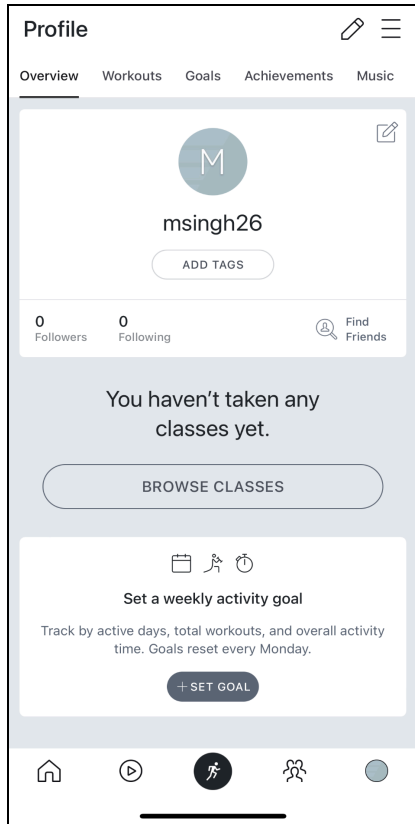 Profile
Overview Workouts Goals Achievements Music
M
msingh26
ADD TAGS
0 0 Find
Followers Following Friends
You haven’t taken any
classes yet.
BROWSE CLASSES
Set a weekly activity goal
Track by active days, total workouts, and overall activity
time. Goals reset every Monday.
+ SET GOAL